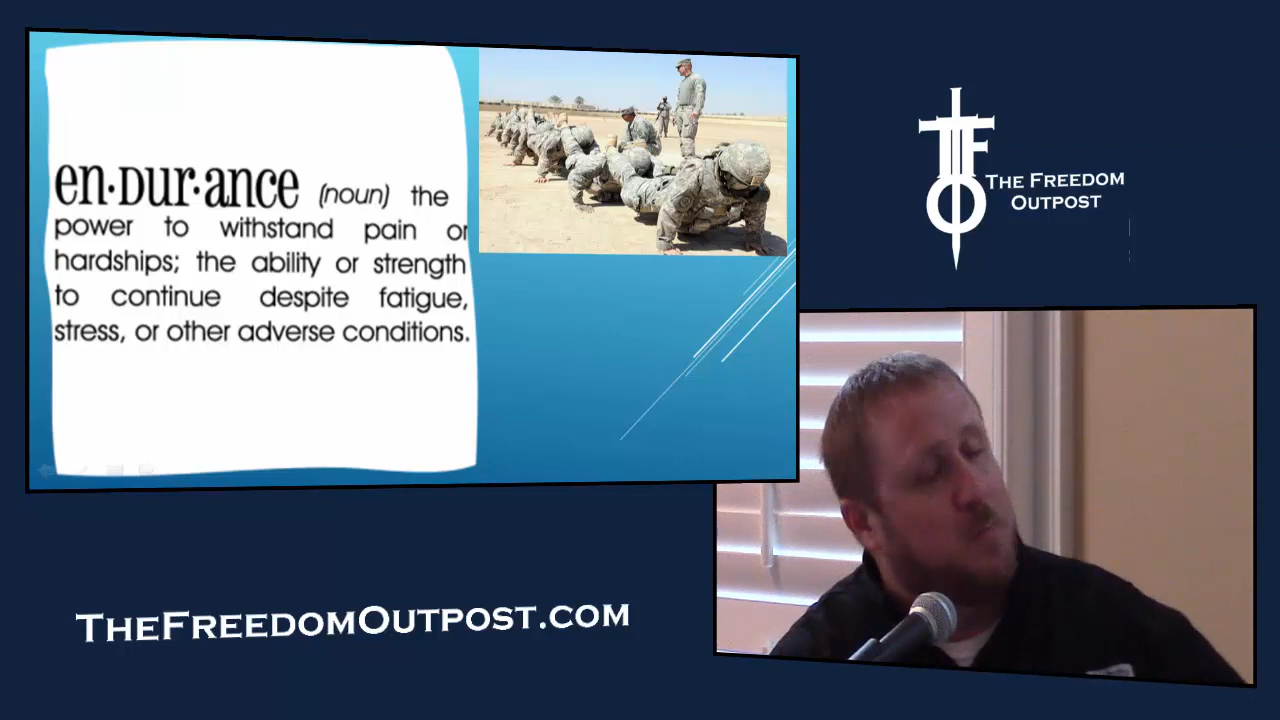 en·Dur·ance (noun) the
power to withstand pain or
hardships; the ability or strength
to continue despite fatigue,
stress, or other adverse conditions.
TF
The Freedom
Outpost
TheFreedomOutpost.com